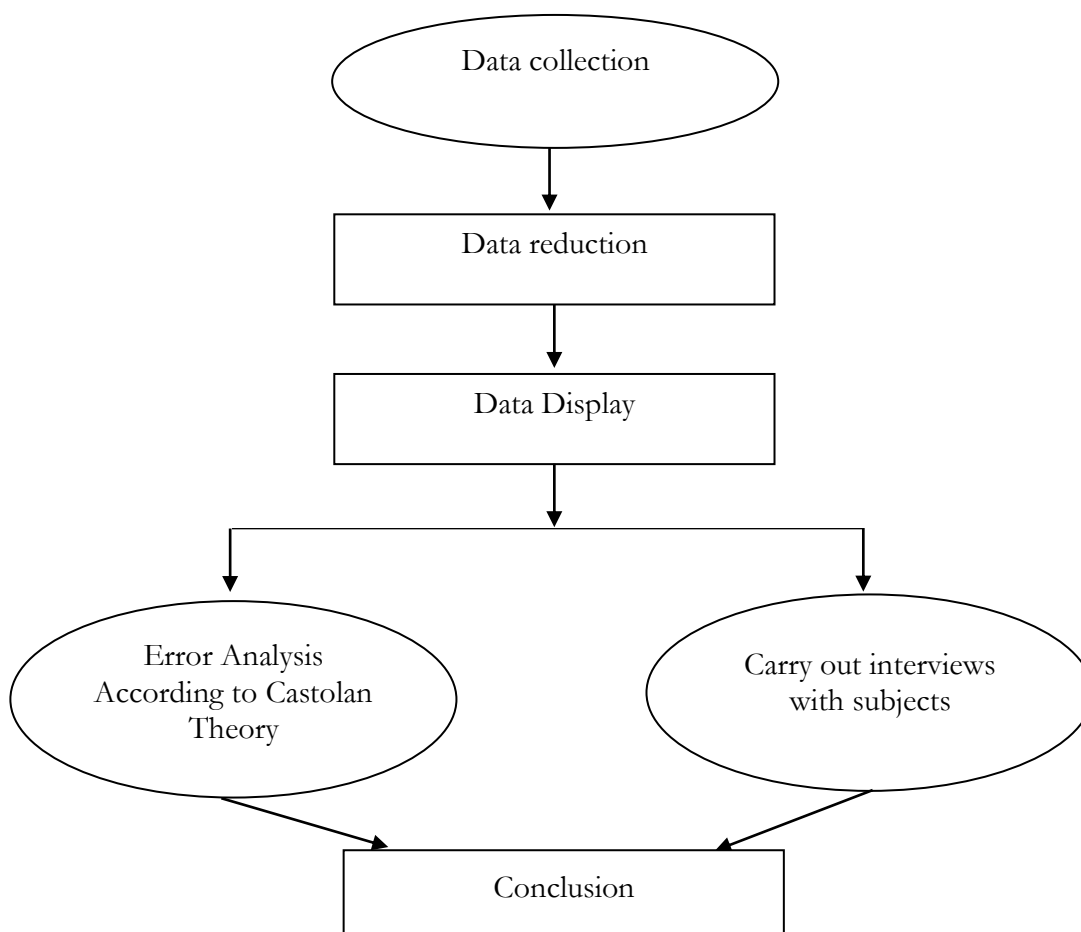 Data collection
Data reduction
Data Display
Error Analysis
According to Castolan
Theory
Carry out interviews
with subjects
Conclusion